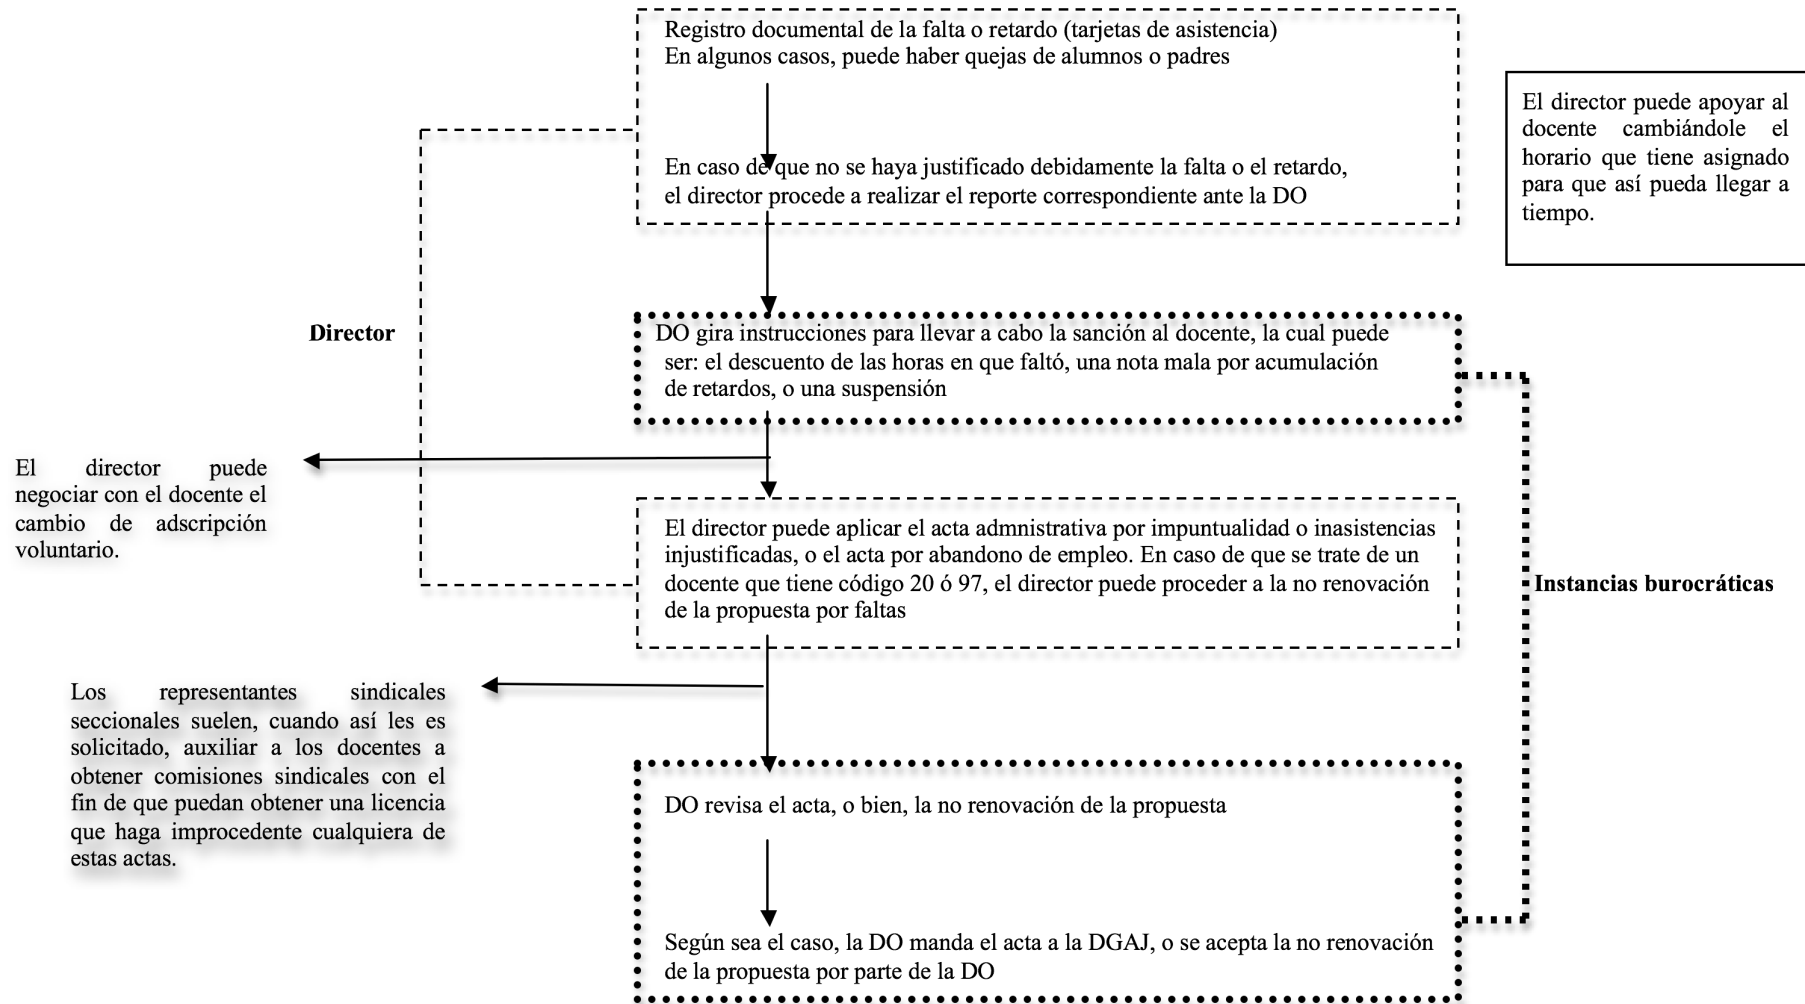 Registro documental de la falta o retardo (tarjetas de asistencia)
En algunos casos, puede haber quejas de alumnos o padres
En caso de que no se haya justificado debidamente la falta o el retardo,
el director procede a realizar el reporte correspondiente ante la DO
El director puede apoyar al
docente cambiándole el
horario que tiene asignado
para que así pueda llegar a
tiempo.
Director
DO gira instrucciones para llevar a cabo la sanción al docente, la cual puede
ser: el descuento de las horas en que faltó, una nota mala por acumulación
de retardos, o una suspensión
El director puede
negociar con el docente el
cambio de adscripción
voluntario.
El director puede aplicar el acta admnistrativa por impuntualidad o inasistencias
injustificadas, o el acta por abandono de empleo. En caso de que se trate de un
docente que tiene código 20 ó 97, el director puede proceder a la no renovación
de la propuesta por faltas
Instancias burocráticas
Los representantes sindicales
seccionales suelen, cuando así les es
solicitado, auxiliar a los docentes a
obtener comisiones sindicales con el
fin de que puedan obtener una licencia
que haga improcedente cualquiera de
estas actas.
DO revisa el acta, o bien, la no renovación de la propuesta
Según sea el caso, la DO manda el acta a la DGAJ, o se acepta la no renovación
de la propuesta por parte de la DO